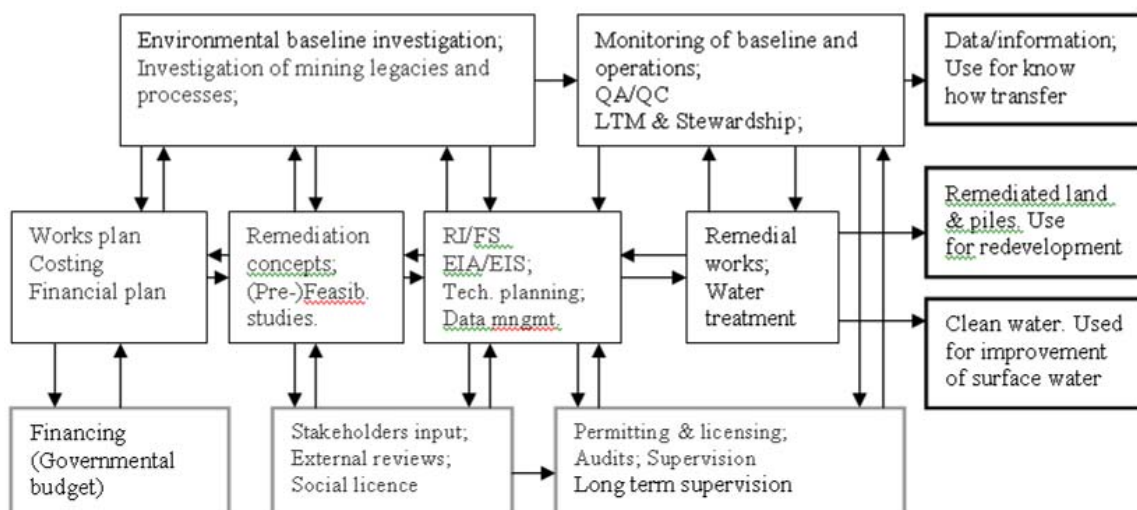 Environmental baseline investigation;
Investigation of mining legacies and
processes;
Monitoring of baseline and
operations;
QA/QC
LTM & Stewardship;
Data/information;
Use for know
how transfer
Works plan
Costing
Financial plan
Remediation
concepts;
(Pre-)Feasib.
studies.
RI/FS
EIA/EIS;
Tech. planning;
Data mngmt.
Remedial
works;
Water
treatment
Remediated land
& piles. Use
for redevelopment
Clean water. Used
for improvement
of surface water
Financing
(Governmental
budget)
Stakeholders input;
External reviews;
Social licence
Permitting & licensing;
Audits; Supervision
Long term supervision